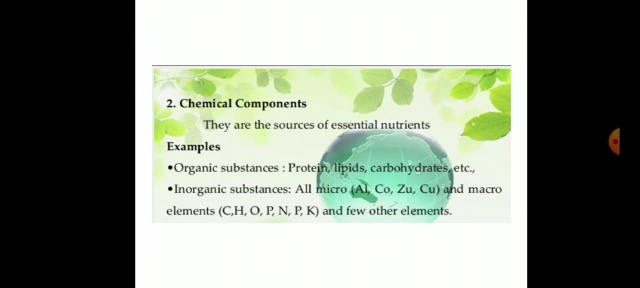 2. Chemical Components
They are the sources of essential nutrients
Examples
•Organic substances : Protein, lipids, carbohydrates, etc.,
•Inorganic substances: All micro (Al, Co, Zu, Cu) and macro
elements (C,H, O, P, N, P, K) and few other elements.